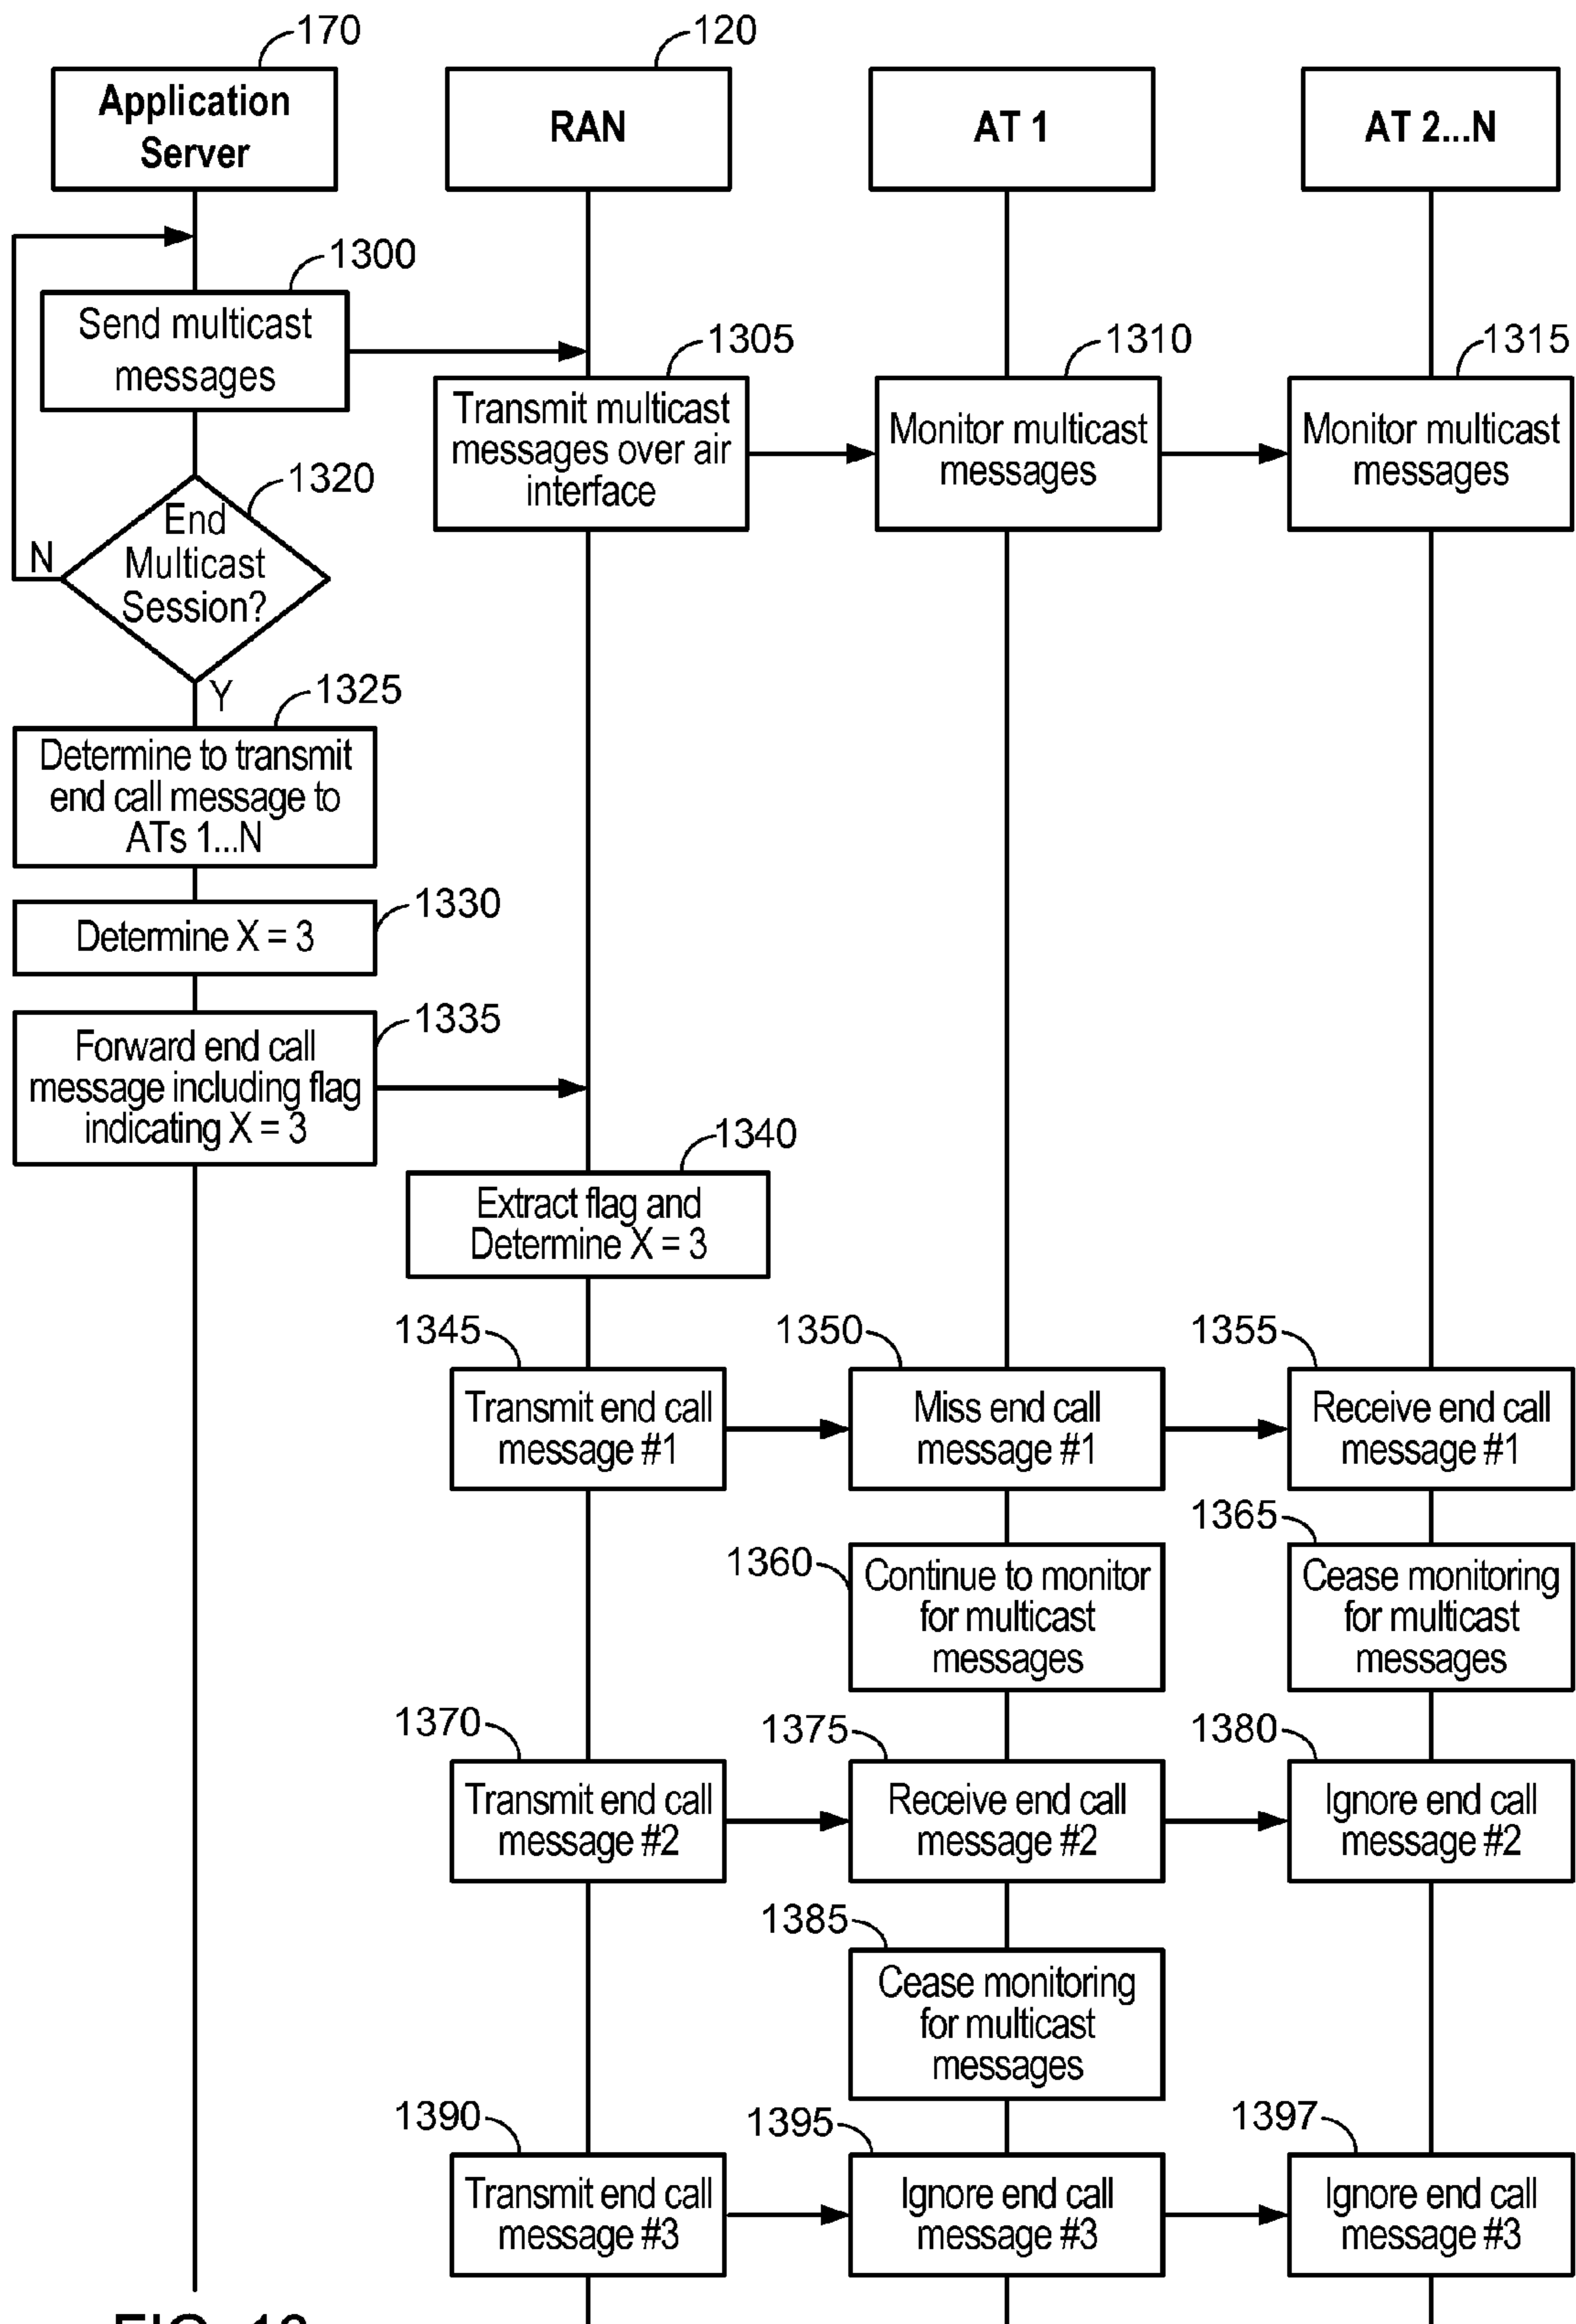 170
120
Application
Server
RAN
AT 1
AT 2...N
1300
Send multicast
messages
1305
Transmit multicast
messages over air
interface
1310
Monitor multicast
messages
1315
Monitor multicast
messages
1320
End
Multicast
Session?
N
Y
1325
Determine to transmit
end call message to
ATs 1...N
1330
Determine X = 3
1335
Forward end call
message including flag
indicating X = 3
1340
Extract flag and
Determine X = 3
1345
Transmit end call
message #1
1350
Miss end call
message #1
1355
Receive end call
message #1
1360
Continue to monitor
for multicast
messages
1365
Cease monitoring
for multicast
messages
1370
Transmit end call
message #2
1375
Receive end call
message #2
1380
Ignore end call
message #2
1385
Cease monitoring
for multicast
messages
1390
Transmit end call
message #3
1395
Ignore end call
message #3
1397
Ignore end call
message #3